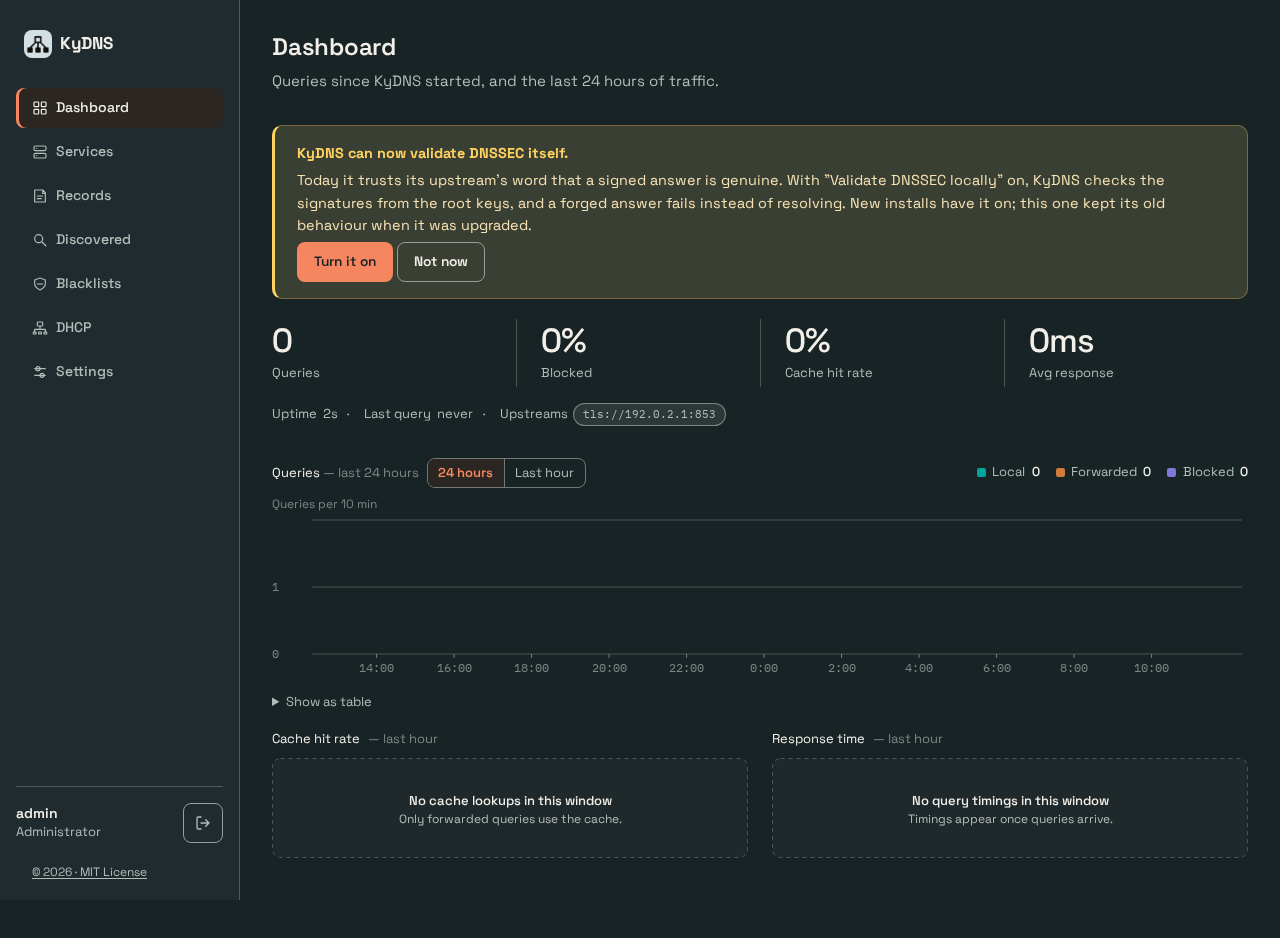 KyDNS
Dashboard
Services
Records
Discovered
Blacklists
DHCP
Settings
admin
Administrator
© 2026 · MIT License
Dashboard
Queries since KyDNS started, and the last 24 hours of traffic.
KyDNS can now validate DNSSEC itself.
Today it trusts its upstream's word that a signed answer is genuine. With "Validate DNSSEC locally" on, KyDNS checks the
signatures from the root keys, and a forged answer fails instead of resolving. New installs have it on; this one kept its old
behaviour when it was upgraded.
Turn it on Not now
0 0% 0% 0ms
Queries Blocked Cache hit rate Avg response
Uptime 2s · Last query never · Upstreams tls://192.0.2.1:853
Queries — last 24 hours 24 hours Last hour Local 0 Forwarded 0 Blocked 0
Queries per 10 min
1
0
14:00 16:00 18:00 20:00 22:00 0:00 2:00 4:00 6:00 8:00 10:00
Show as table
Cache hit rate — last hour Response time — last hour
No cache lookups in this window No query timings in this window
Only forwarded queries use the cache. Timings appear once queries arrive.